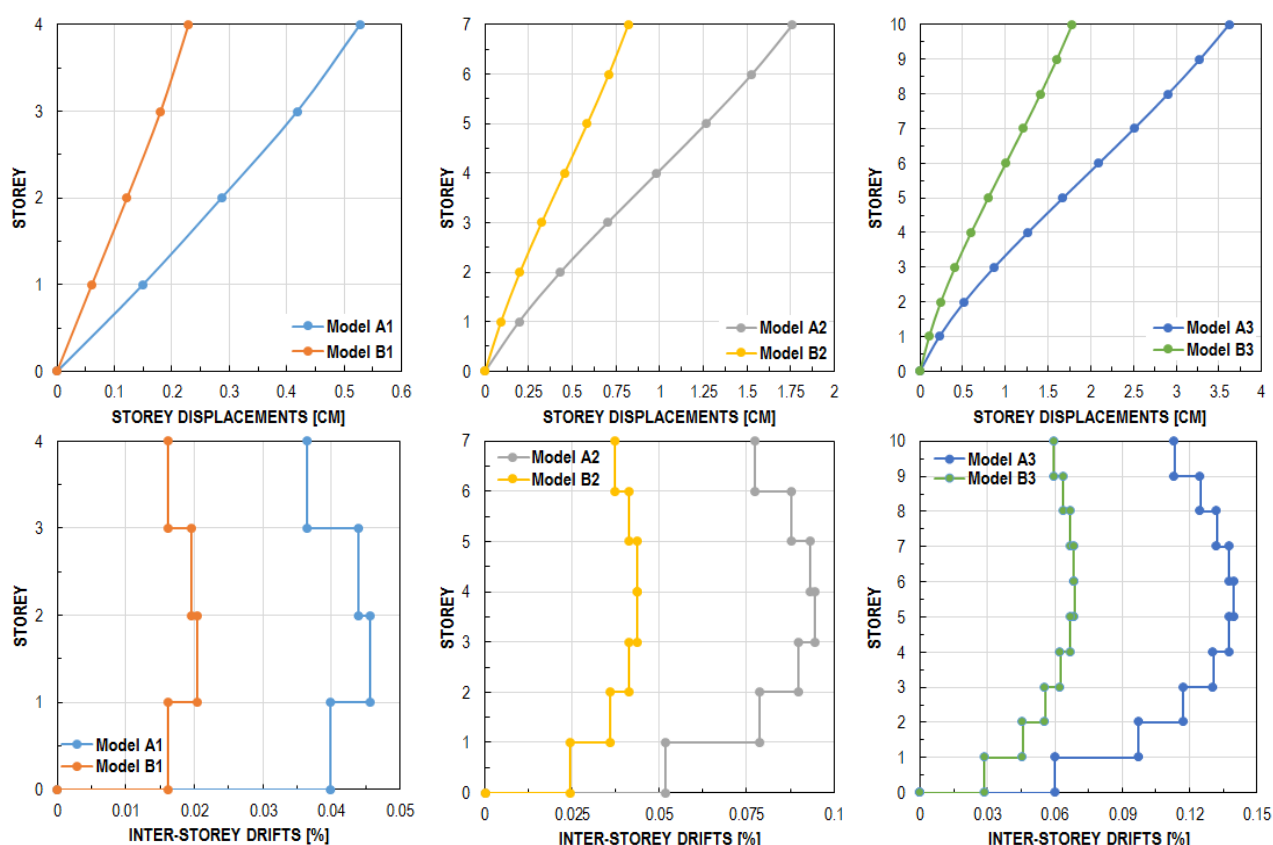 4
3
2
1
0
STOREY
Model A1
Model B1
0 0.1 0.2 0.3 0.4 0.5 0.6
STOREY DISPLACEMENTS [CM]
7
6
5
4
3
2
1
0
STOREY
Model A2
Model B2
0 0.25 0.5 0.75 1 1.25 1.5 1.75 2
STOREY DISPLACEMENTS [CM]
10
9
8
7
6
5
4
3
2
1
0
STOREY
Model A3
Model B3
0 0.5 1 1.5 2 2.5 3 3.5 4
STOREY DISPLACEMENTS [CM]
4
3
2
1
0
STOREY
Model A1
Model B1
0 0.01 0.02 0.03 0.04 0.05
INTER-STOREY DRIFTS [%]
7
6
5
4
3
2
1
0
STOREY
Model A2
Model B2
0 0.025 0.05 0.075 0.1
INTER-STOREY DRIFTS [%]
10
9
8
7
6
5
4
3
2
1
0
STOREY
Model A3
Model B3
0 0.03 0.06 0.09 0.12 0.15
INTER-STOREY DRIFTS [%]